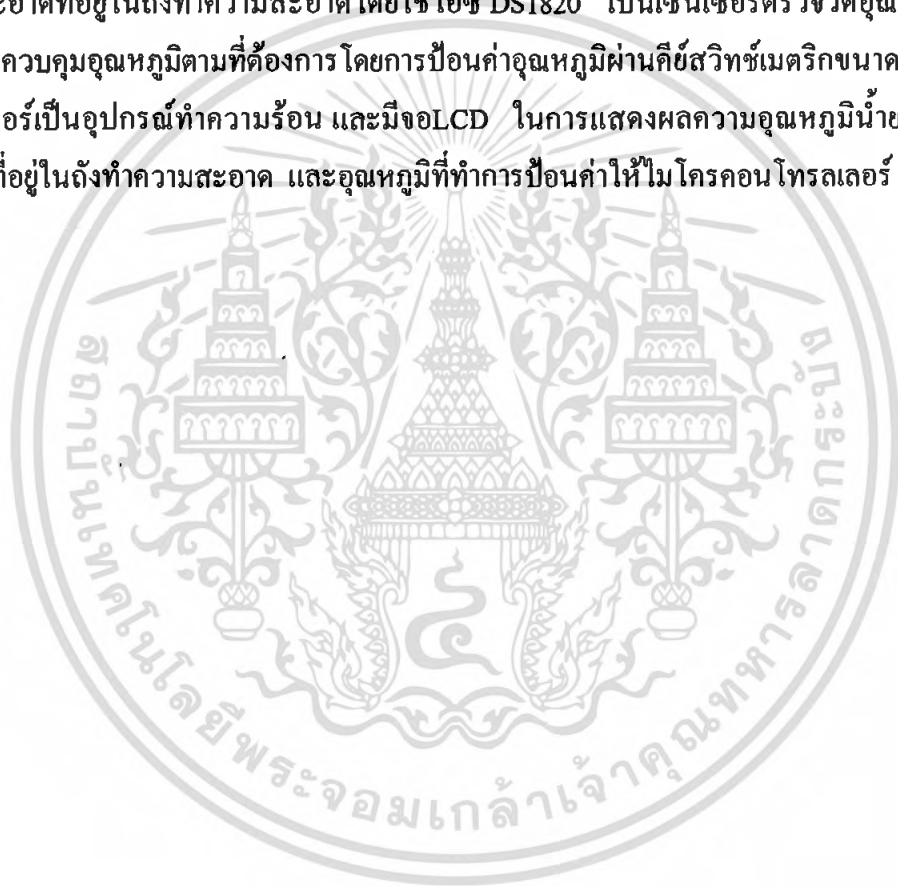 ะอาดที่อยู่ในถังทำความสะอาดโดยใช้ไอซี DS1820 เป็นเซ็นเซอร์ตรวจวัดอุณ
ควบคุมอุณหภูมิตามที่ต้องการโดยการป้อนค่าอุณหภูมิผ่านคีย์สวิทซ์เมตริกขนาด
อร์เป็นอุปกรณ์ทำความร้อน และมีจอLCD ในการแสดงผลความอุณหภูมิน้ำย
ที่อยู่ในถังทำความสะอาด และอุณหภูมิที่ทำการป้อนค่าให้ไมโครคอนโทรลเลอร์
สถาบันเทคโนโลยีพระจอมเกล้าเจ้าคุณทหารลาดกระบัง
๔